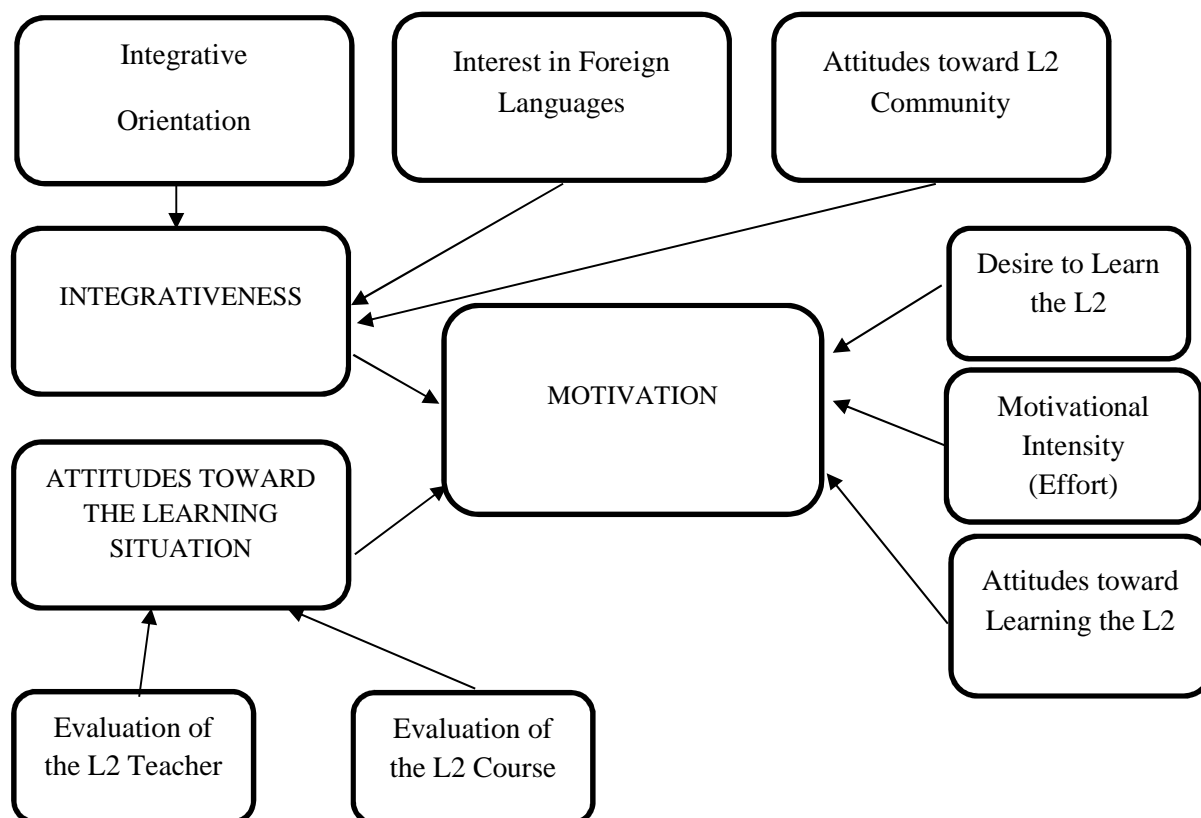 Integrative
Orientation
Interest in Foreign
Languages
Attitudes toward L2
Community
INTEGRATIVENESS
MOTIVATION
Desire to Learn
the L2
Motivational
Intensity
(Effort)
Attitudes toward
Learning the L2
ATTITUDES TOWARD
THE LEARNING
SITUATION
Evaluation of
the L2 Teacher
Evaluation of
the L2 Course